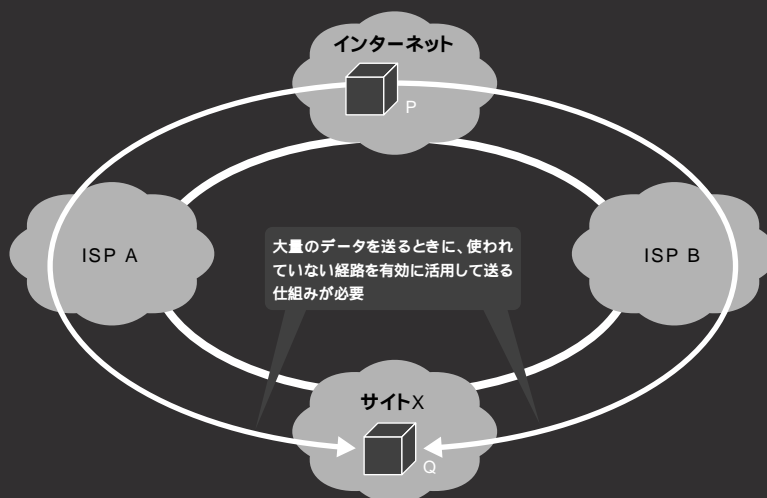 インターネット
P
ISP A
ISP B
大量のデータを送るときに、使われ
ていない経路を有効に活用して送る
仕組みが必要
サイトX
Q